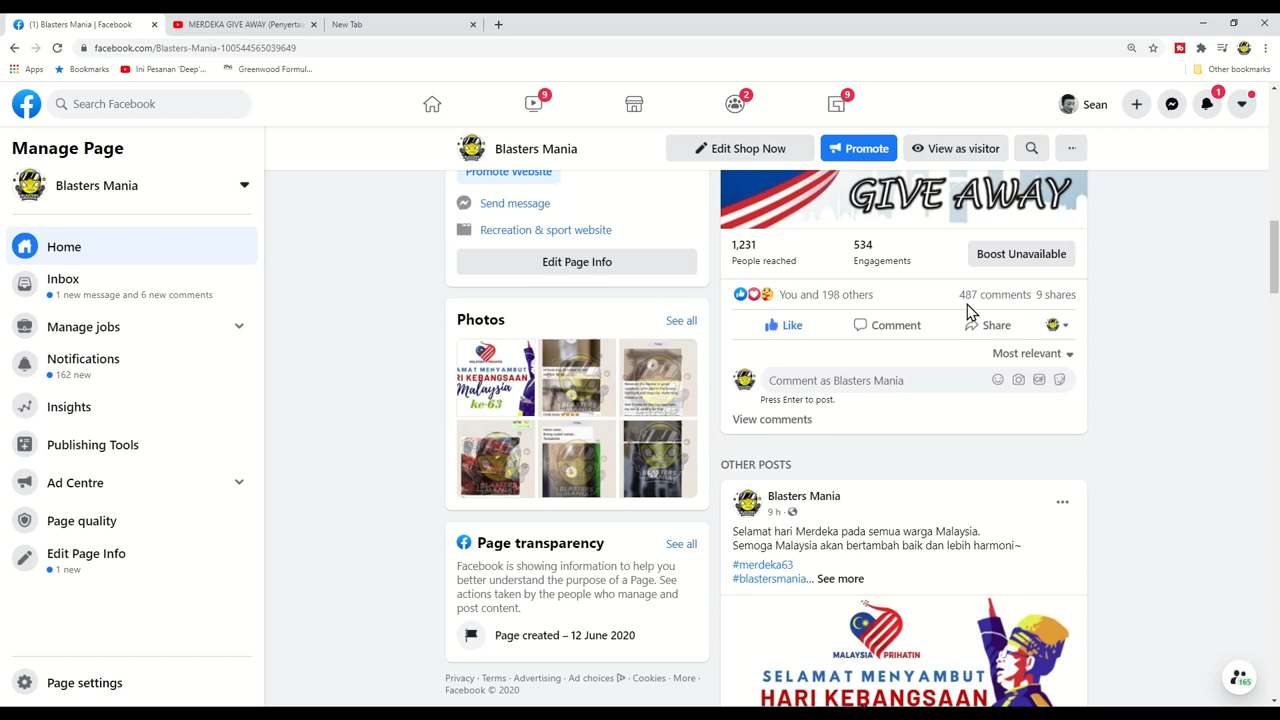 (1) Blasters Mania | Facebook
MERDEKA GIVE AWAY (Penyerta
New Tab
facebook.com/Blasters-Mania-100544565039649
Apps
Bookmarks
Ini Pesanan 'Deep'...
Greenwood Formul...
Other bookmarks
Search Facebook
9
2
9
Sean
1
Manage Page
Blasters Mania
Home
Inbox
1 new message and 6 new comments
Manage jobs
Notifications
162 new
Insights
Publishing Tools
Ad Centre
Page quality
Edit Page Info
1 new
Page settings
Blasters Mania
Edit Shop Now
Promote
View as visitor
Promote Website
Send message
Recreation & sport website
Edit Page Info
Photos
See all
Page transparency
See all
Facebook is showing information to help you
better understand the purpose of a Page. See
actions taken by the people who manage and
post content.
Page created – 12 June 2020
Privacy · Terms · Advertising · Ad choices · Cookies · More ·
Facebook © 2020
GIVE AWAY
1,231
People reached
534
Engagements
Boost Unavailable
You and 198 others
487 comments 9 shares
Like
Comment
Share
Most relevant
Comment as Blasters Mania
Press Enter to post.
View comments
OTHER POSTS
Blasters Mania
9 h ·
Selamat hari Merdeka pada semua warga Malaysia.
Semoga Malaysia akan bertambah baik dan lebih harmoni~
#merdeka63
#blastersmania... See more
MALAYSIA PRIHATIN
SELAMAT MENYAMBUT
HARI KEBANGSAAN
165